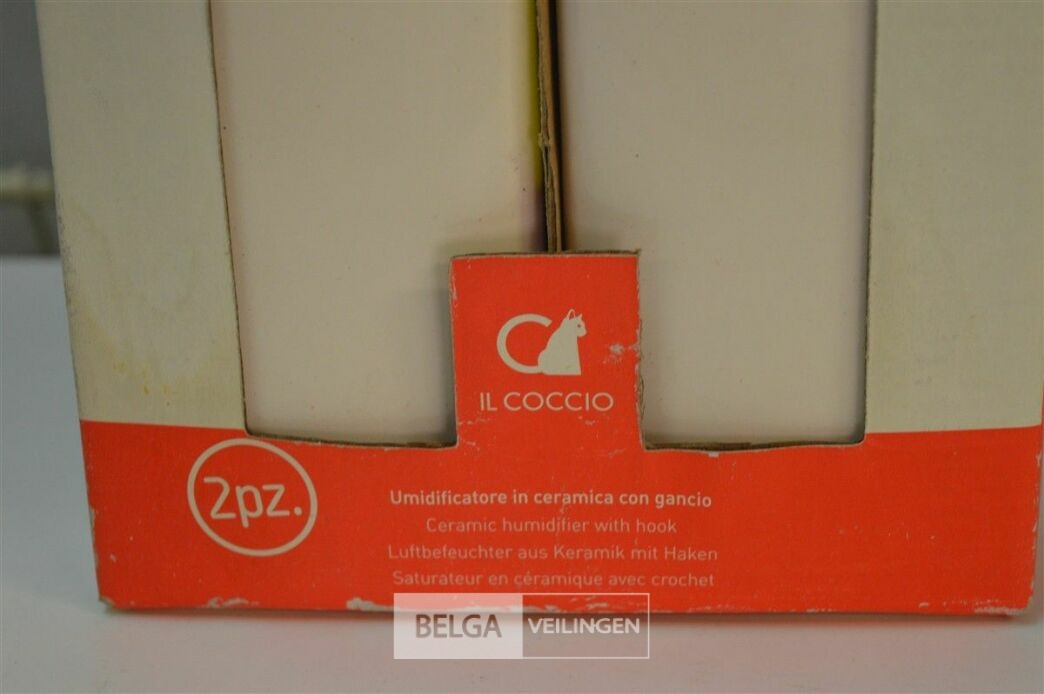 IL COCCIO
2pz.
Umidificatore in ceramica con gancio
Ceramic humidifier with hook
Luftbefeuchter aus Keramik mit Haken
Saturateur en céramique avec crochet
BELGA VEILINGEN